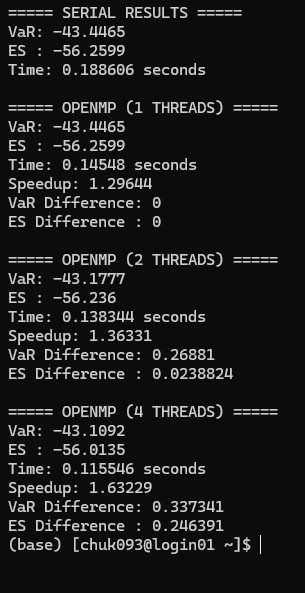 ===== SERIAL RESULTS =====
VaR: -43.4465
ES : -56.2599
Time: 0.188606 seconds
===== OPENMP (1 THREADS) =====
VaR: -43.4465
ES : -56.2599
Time: 0.14548 seconds
Speedup: 1.29644
VaR Difference: 0
ES Difference : 0
===== OPENMP (2 THREADS) =====
VaR: -43.1777
ES : -56.236
Time: 0.138344 seconds
Speedup: 1.36331
VaR Difference: 0.26881
ES Difference : 0.0238824
===== OPENMP (4 THREADS) =====
VaR: -43.1092
ES : -56.0135
Time: 0.115546 seconds
Speedup: 1.63229
VaR Difference: 0.337341
ES Difference : 0.246391
(base) [chuk093@login01 ~]$